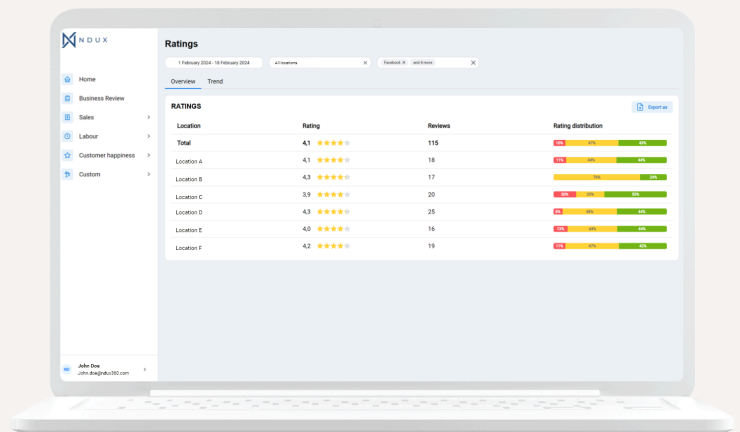 NDUX
Ratings
1 February 2024 - 18 February 2024 All locations × Facebook × and 6 more ×
Home
Business Review
Sales
Labour
Customer happiness
Custom
Overview Trend
RATINGS Export as
Location Rating Reviews Rating distribution
Total 4,1 115 10% 47% 43%
Location A 4,1 18 11% 44% 44%
Location B 4,3 17 76% 24%
Location C 3,9 20 20% 25% 55%
Location D 4,3 25 8% 48% 44%
Location E 4,0 16 13% 44% 44%
Location F 4,2 19 11% 47% 42%
John Doe
John.doe@ndux360.com